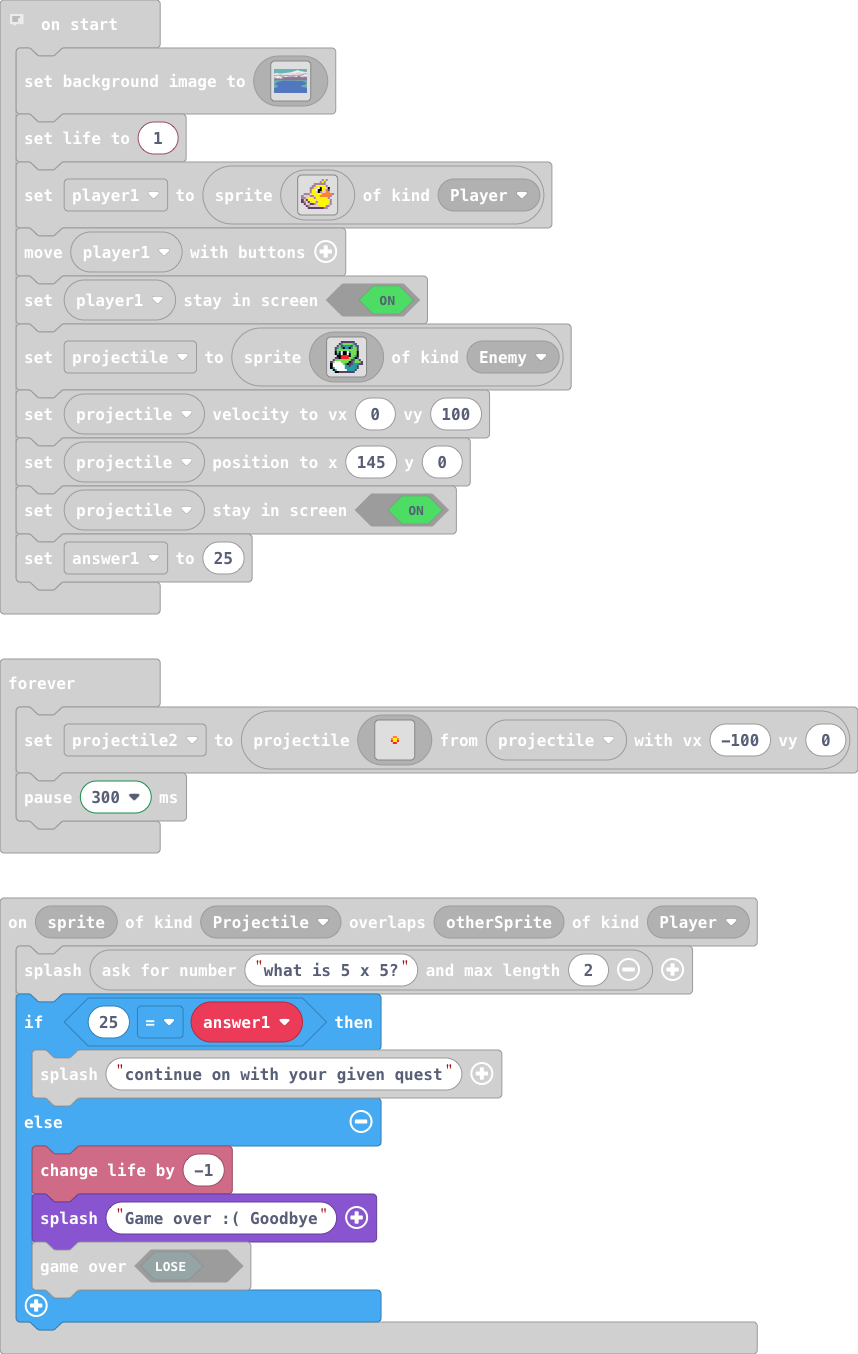 on start
set background image to
set life to 1
set player1 to sprite of kind Player
move player1 with buttons
set player1 stay in screen ON
set projectile to sprite of kind Enemy
set projectile velocity to vx 0 vy 100
set projectile position to x 145 y 0
set projectile stay in screen ON
set answer1 to 25
forever
set projectile2 to projectile from projectile with vx -100 vy 0
pause 300 ms
on sprite of kind Projectile overlaps otherSprite of kind Player
splash ask for number "what is 5 x 5?" and max length 2
if 25 = answer1 then
splash "continue on with your given quest"
else
change life by -1
splash "Game over :( Goodbye"
game over LOSE